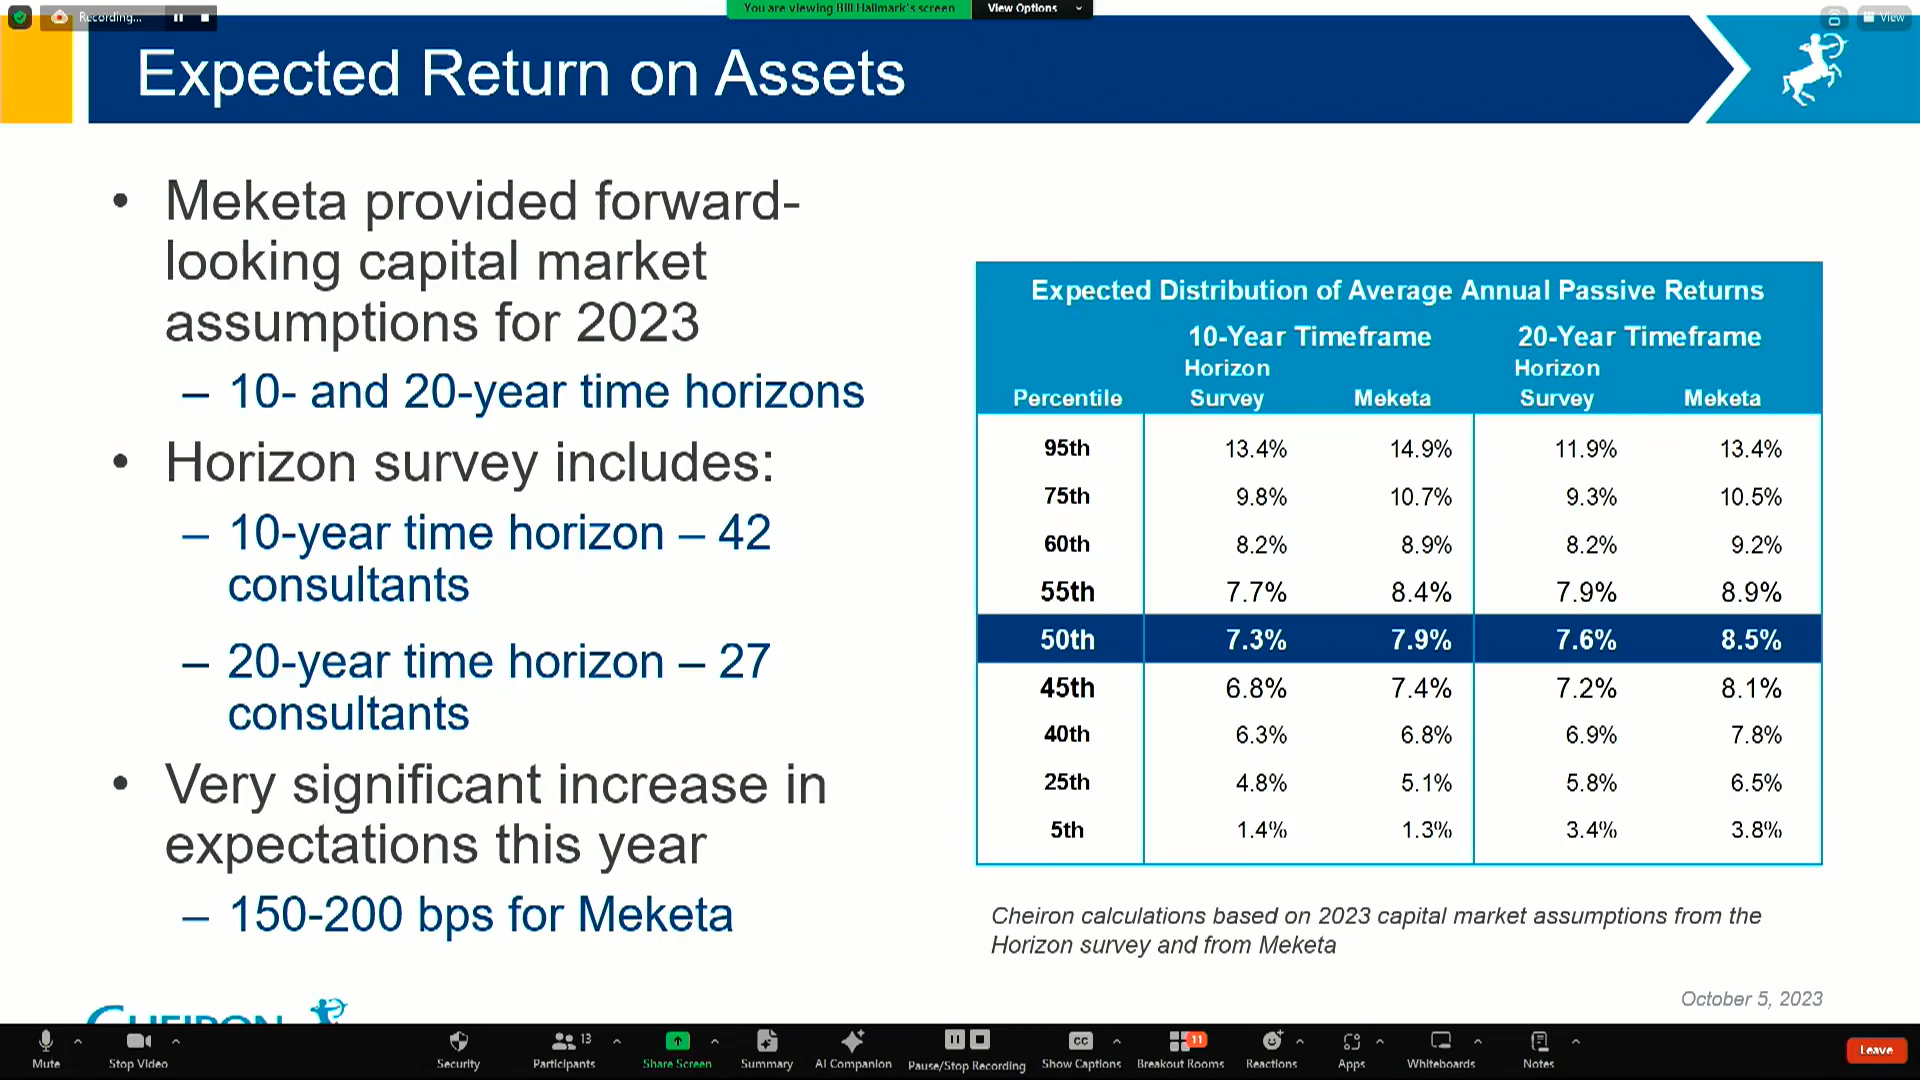 Recording...
You are viewing Bill Hallmark's screen
View Options
View
Expected Return on Assets
• Meketa provided forward-
looking capital market
assumptions for 2023
– 10- and 20-year time horizons
• Horizon survey includes:
– 10-year time horizon – 42
consultants
– 20-year time horizon – 27
consultants
• Very significant increase in
expectations this year
– 150-200 bps for Meketa
Expected Distribution of Average Annual Passive Returns
10-Year Timeframe 20-Year Timeframe
Horizon Horizon
Percentile Survey Meketa Survey Meketa
95th 13.4% 14.9% 11.9% 13.4%
75th 9.8% 10.7% 9.3% 10.5%
60th 8.2% 8.9% 8.2% 9.2%
55th 7.7% 8.4% 7.9% 8.9%
50th 7.3% 7.9% 7.6% 8.5%
45th 6.8% 7.4% 7.2% 8.1%
40th 6.3% 6.8% 6.9% 7.8%
25th 4.8% 5.1% 5.8% 6.5%
5th 1.4% 1.3% 3.4% 3.8%
Cheiron calculations based on 2023 capital market assumptions from the
Horizon survey and from Meketa
October 5, 2023
CHEIRON
13
CC
11
Mute
Stop Video
Security
Participants
Share Screen
Summary
AI Companion
Pause/Stop Recording
Show Captions
Breakout Rooms
Reactions
Apps
Whiteboards
Notes
Leave